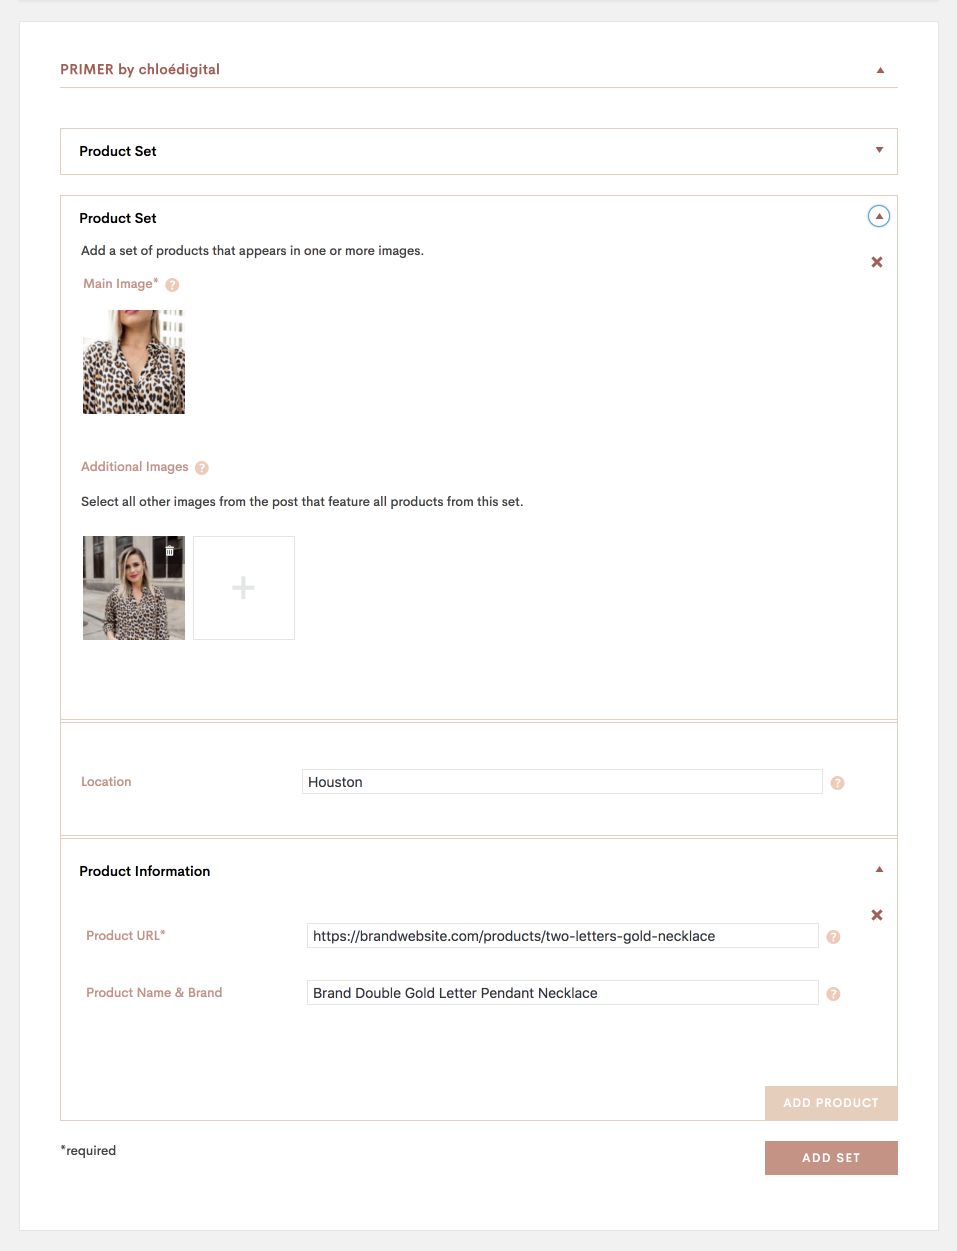 PRIMER by chloédigital
Product Set
Product Set
Add a set of products that appears in one or more images.
Main Image* ?
Additional Images ?
Select all other images from the post that feature all products from this set.
Location
Houston
?
Product Information
Product URL*
https://brandwebsite.com/products/two-letters-gold-necklace
?
Product Name & Brand
Brand Double Gold Letter Pendant Necklace
?
ADD PRODUCT
*required
ADD SET